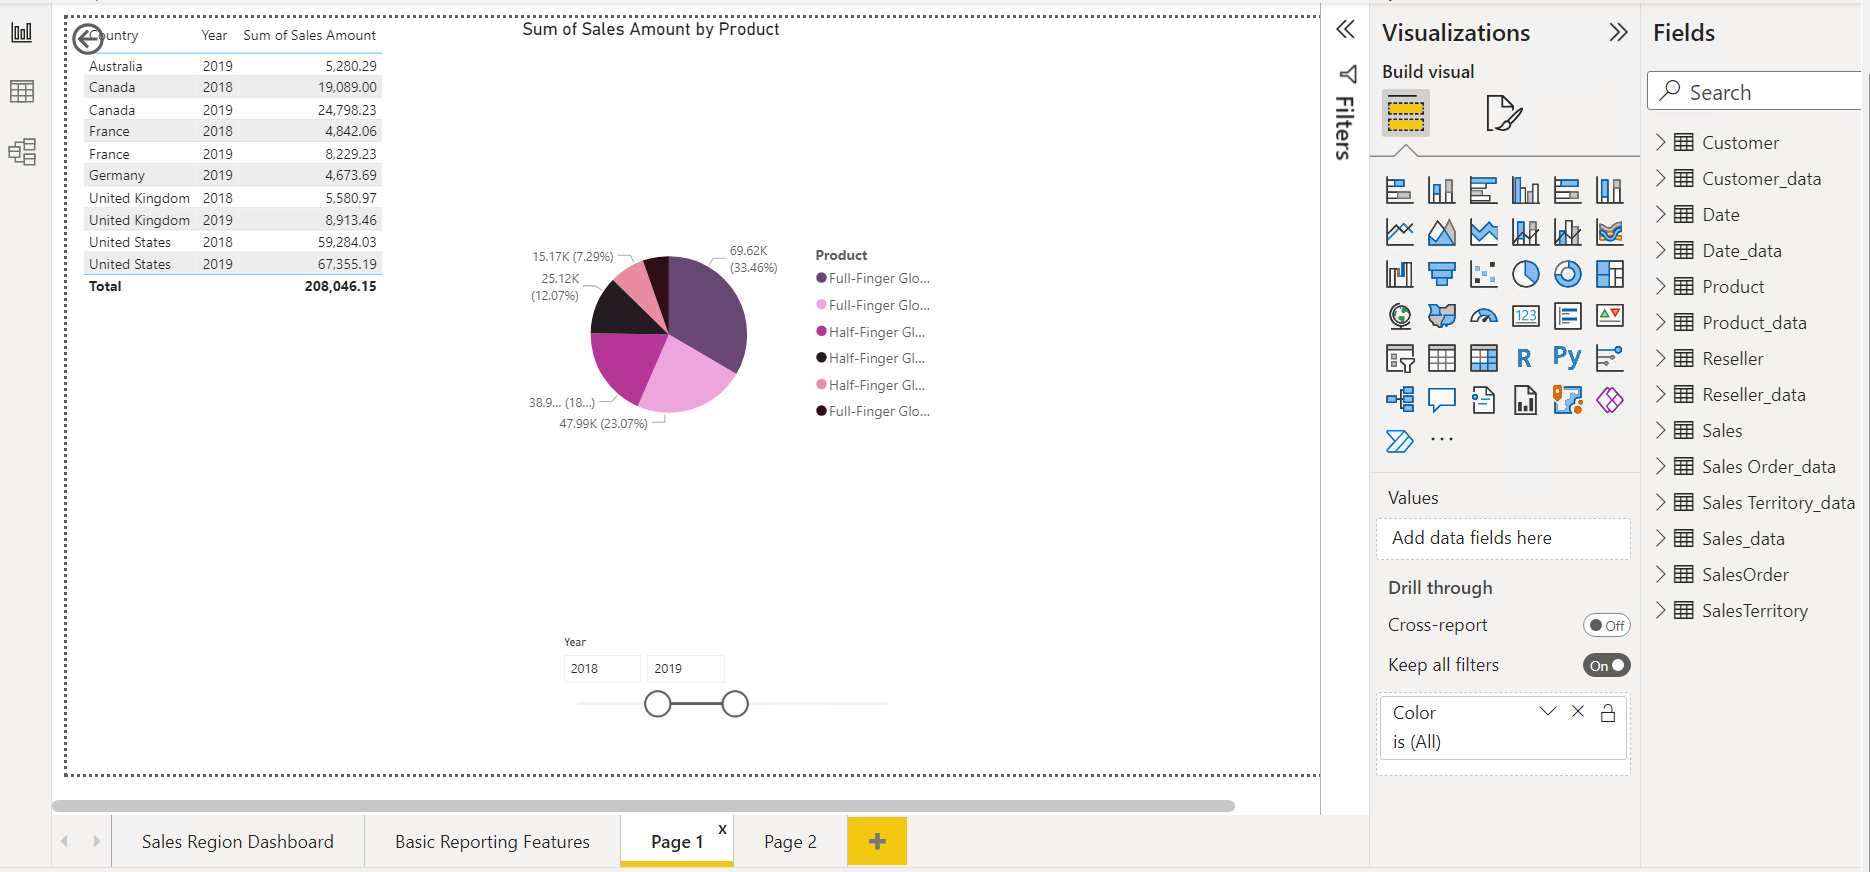 Country Year Sum of Sales Amount
Australia 2019 5,280.29
Canada 2018 19,089.00
Canada 2019 24,798.23
France 2018 4,842.06
France 2019 8,229.23
Germany 2019 4,673.69
United Kingdom 2018 5,580.97
United Kingdom 2019 8,913.46
United States 2018 59,284.03
United States 2019 67,355.19
Total 208,046.15
Sum of Sales Amount by Product
15.17K (7.29%)
25.12K
(12.07%)
38.9... (18...)
47.99K (23.07%)
69.62K
(33.46%)
Product
Full-Finger Glo...
Full-Finger Glo...
Half-Finger Gl...
Half-Finger Gl...
Half-Finger Gl...
Full-Finger Glo...
Year
2018 2019
Sales Region Dashboard
Basic Reporting Features
Page 1 x
Page 2
+
Filters
Visualizations
Build visual
123
R
Py
...
Values
Add data fields here
Drill through
Cross-report Off
Keep all filters On
Color
is (All)
Fields
Search
Customer
Customer_data
Date
Date_data
Product
Product_data
Reseller
Reseller_data
Sales
Sales Order_data
Sales Territory_data
Sales_data
SalesOrder
SalesTerritory